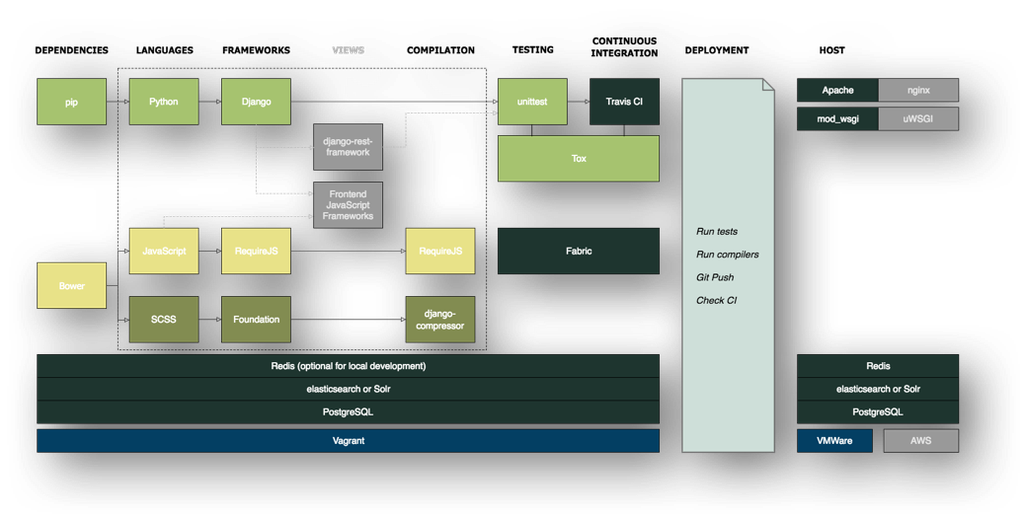 DEPENDENCIES
LANGUAGES
FRAMEWORKS
VIEWS
COMPILATION
TESTING
CONTINUOUS
INTEGRATION
DEPLOYMENT
HOST
pip
Python
Django
unittest
Travis CI
Apache
nginx
mod_wsgi
uWSGI
django-rest-
framework
Tox
Frontend
JavaScript
Frameworks
JavaScript
RequireJS
RequireJS
Fabric
Bower
SCSS
Foundation
django-
compressor
Run tests
Run compilers
Git Push
Check CI
Redis (optional for local development)
elasticsearch or Solr
PostgreSQL
Vagrant
Redis
elasticsearch or Solr
PostgreSQL
VMWare
AWS